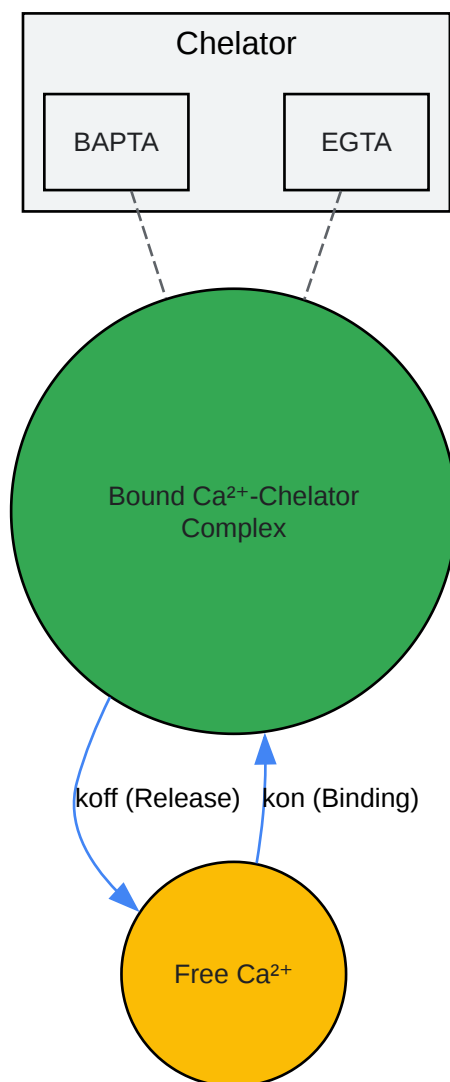 Chelator
BAPTA
EGTA
Bound Ca²⁺-Chelator
Complex
koff (Release)
kon (Binding)
Free Ca²⁺